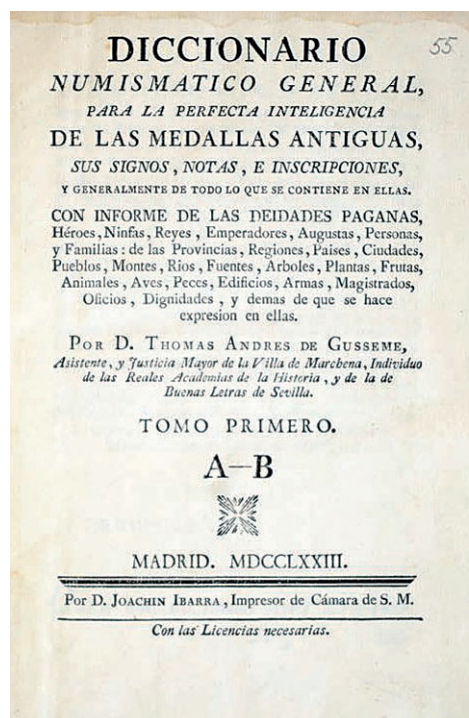 DICCIONARIO
55
NUMISMATICO GENERAL,
PARA LA PERFECTA INTELIGENCIA
DE LAS MEDALLAS ANTIGUAS,
SUS SIGNOS, NOTAS, E INSCRIPCIONES,
Y GENERALMENTE DE TODO LO QUE SE CONTIENE EN ELLAS.
CON INFORME DE LAS DEIDADES PAGANAS,
Héroes, Ninfas, Reyes, Emperadores, Augustas, Personas,
y Familias: de las Provincias, Regiones, Paises, Ciudades,
Pueblos, Montes, Rios, Fuentes, Arboles, Plantas, Frutas,
Animales, Aves, Peces, Edificios, Armas, Magistrados,
Oficios, Dignidades, y demas de que se hace
expresion en ellas.
POR D. THOMAS ANDRES DE GUSSEME,
Asistente, y Justicia Mayor de la Villa de Marchena, Individuo
de las Reales Academias de la Historia, y de la de
Buenas Letras de Sevilla.
TOMO PRIMERO.
A—B
MADRID. MDCCLXXIII.
Por D. JOACHIN IBARRA, Impresor de Cámara de S. M.
Con las Licencias necesarias.